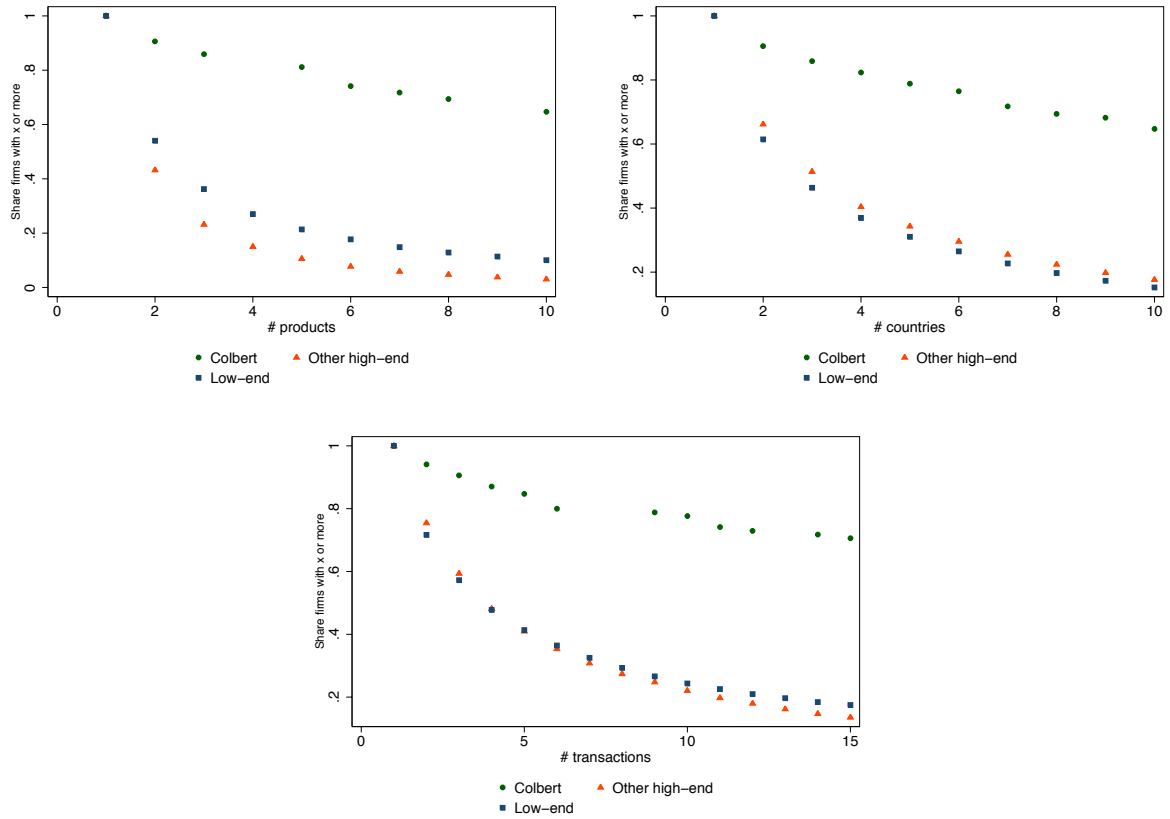 Share firms with x or more
1
.8
.6
.4
.2
0
0 2 4 6 8 10
# products
Colbert Other high−end
Low−end
Share firms with x or more
1
.8
.6
.4
.2
0 2 4 6 8 10
# countries
Colbert Other high−end
Low−end
Share firms with x or more
1
.8
.6
.4
.2
0 5 10 15
# transactions
Colbert Other high−end
Low−end